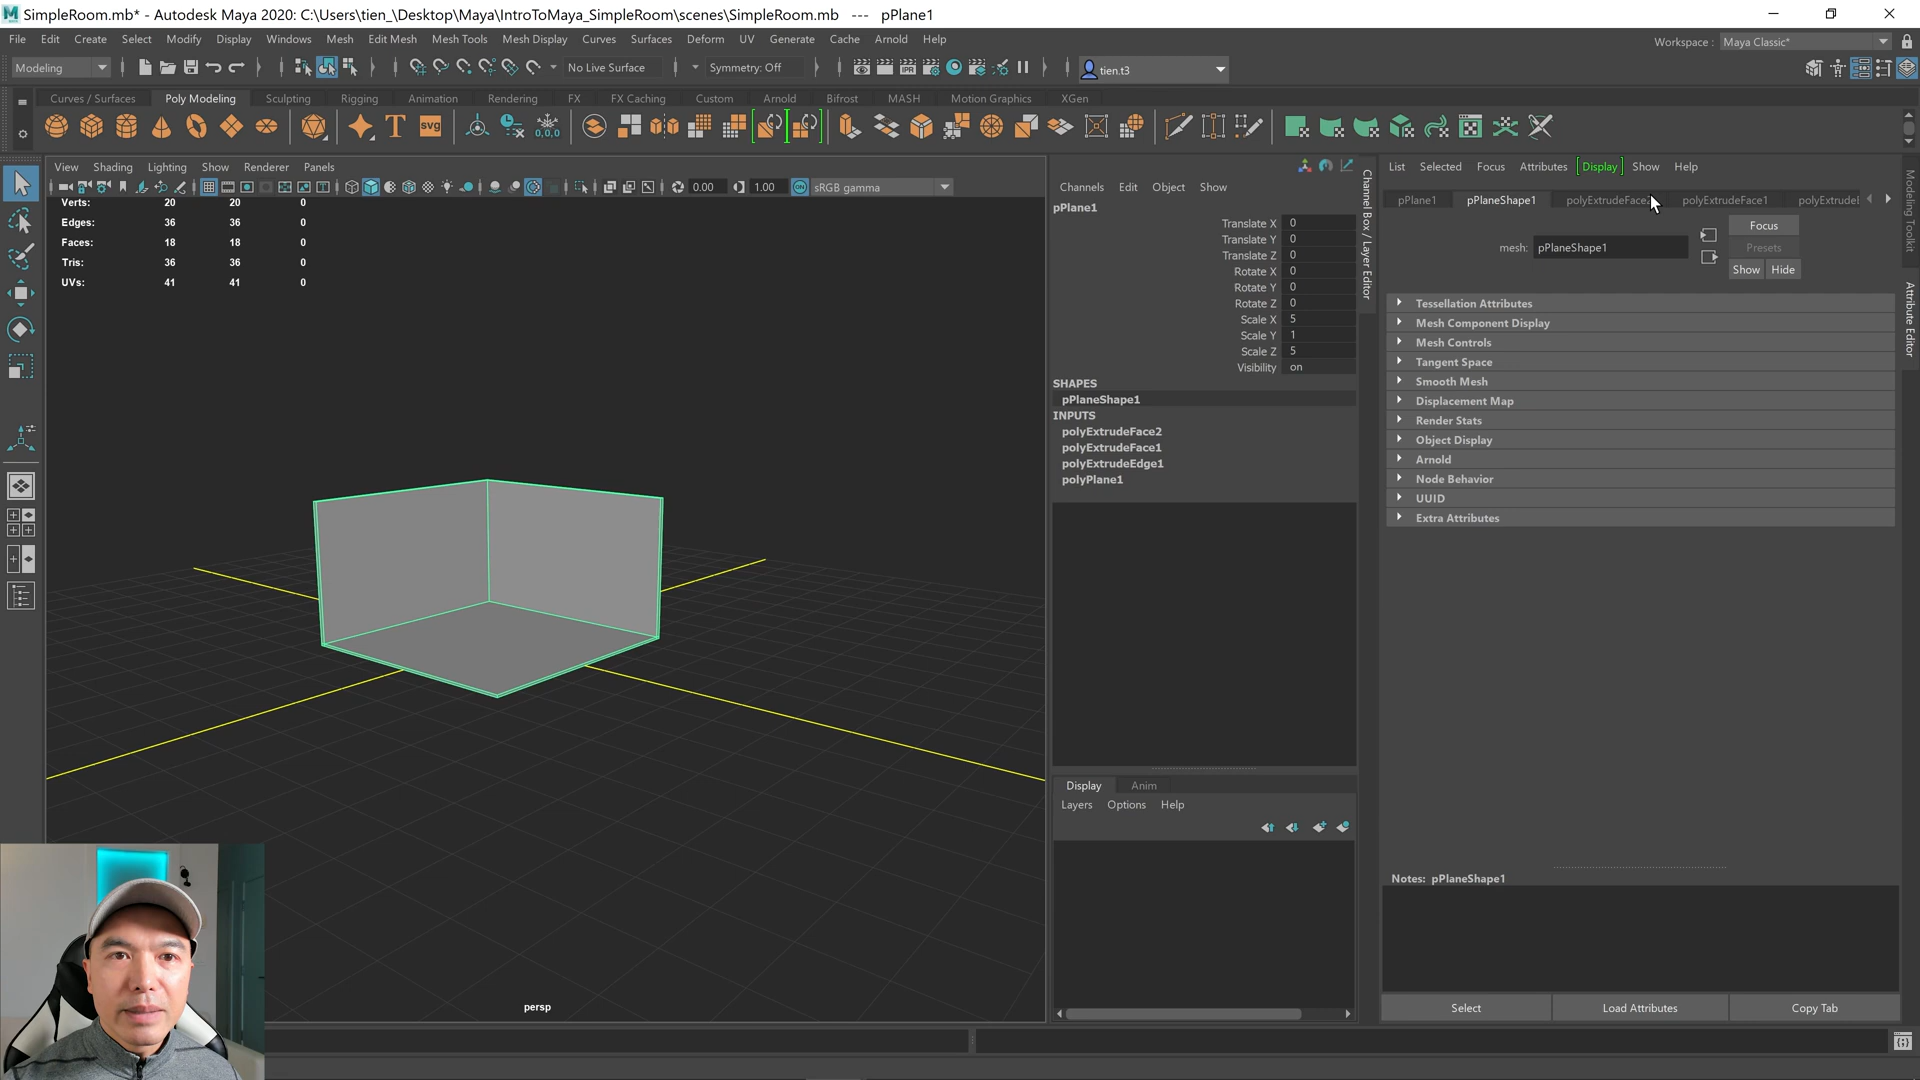 SimpleRoom.mb* - Autodesk Maya 2020: C:\Users\tien_\Desktop\Maya\IntroToMaya_SimpleRoom\scenes\SimpleRoom.mb --- pPlane1
File Edit Create Select Modify Display Windows Mesh Edit Mesh Mesh Tools Mesh Display Curves Surfaces Deform UV Generate Cache Arnold Help
Workspace : Maya Classic*
Modeling No Live Surface Symmetry: Off tien.t3
Curves / Surfaces Poly Modeling Sculpting Rigging Animation Rendering FX FX Caching Custom Arnold Bifrost MASH Motion Graphics XGen
T svg 0,0,0
View Shading Lighting Show Renderer Panels
0.00 1.00 ON sRGB gamma
Verts: 20 20 0
Edges: 36 36 0
Faces: 18 18 0
Tris: 36 36 0
UVs: 41 41 0
persp
Channels Edit Object Show
pPlane1
Translate X 0
Translate Y 0
Translate Z 0
Rotate X 0
Rotate Y 0
Rotate Z 0
Scale X 5
Scale Y 1
Scale Z 5
Visibility on
SHAPES
pPlaneShape1
INPUTS
polyExtrudeFace2
polyExtrudeFace1
polyExtrudeEdge1
polyPlane1
Display Anim
Layers Options Help
Channel Box / Layer Editor
List Selected Focus Attributes Display Show Help
pPlane1 pPlaneShape1 polyExtrudeFace2 polyExtrudeFace1 polyExtrudeI
mesh: pPlaneShape1
Focus
Presets
Show Hide
Tessellation Attributes
Mesh Component Display
Mesh Controls
Tangent Space
Smooth Mesh
Displacement Map
Render Stats
Object Display
Arnold
Node Behavior
UUID
Extra Attributes
Notes: pPlaneShape1
Select Load Attributes Copy Tab
Modeling Toolkit
Attribute Editor